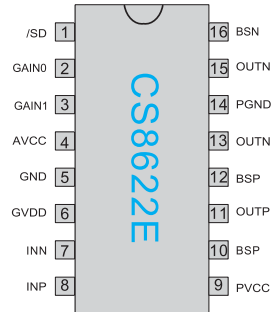 /SD 1 16 BSN
GAIN0 2 15 OUTN
GAIN1 3 14 PGND
AVCC 4 13 OUTN
GND 5 12 BSP
GVDD 6 11 OUTP
INN 7 10 BSP
INP 8 9 PVCC
CS8622E